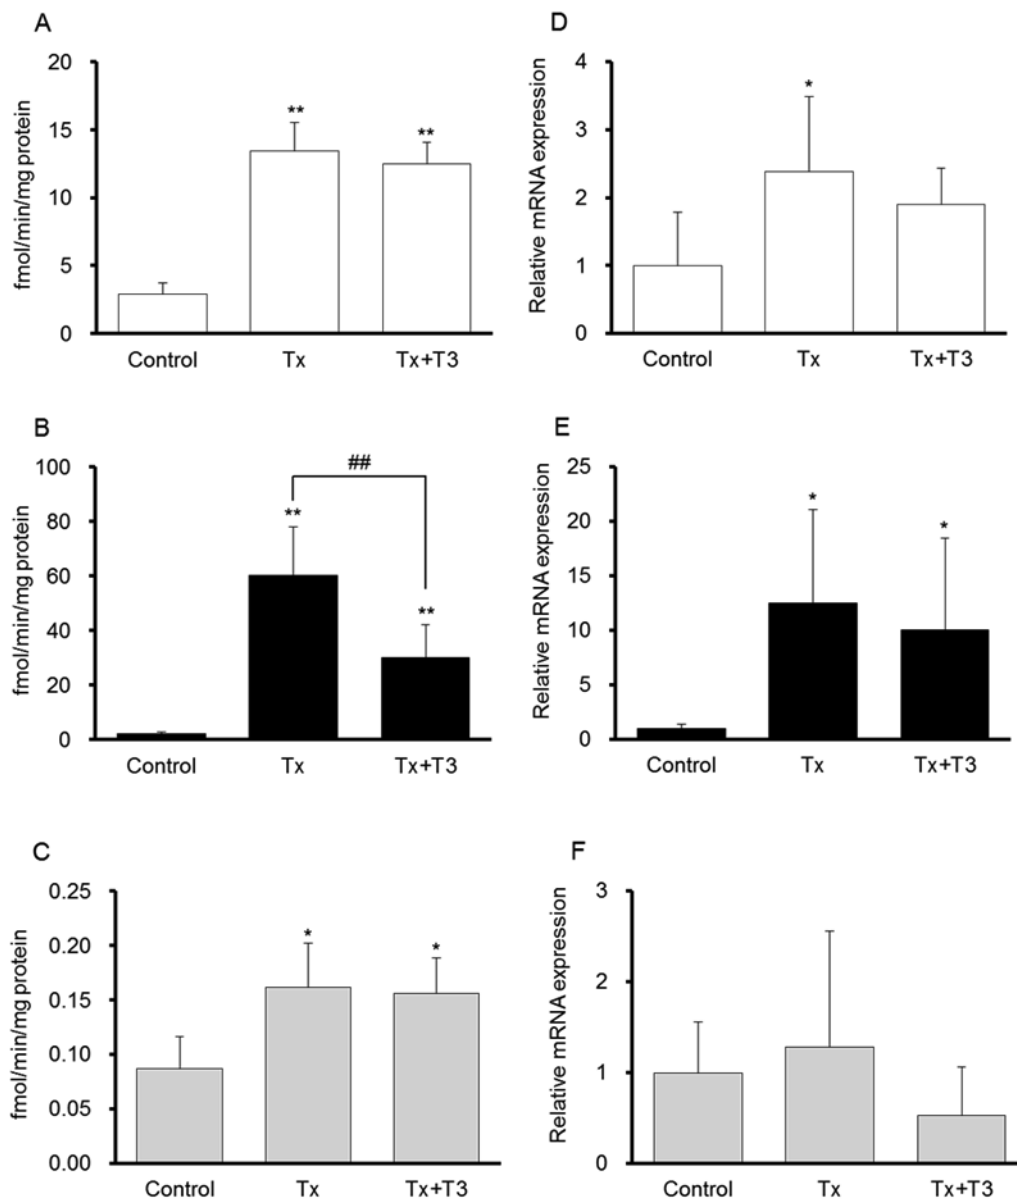 A
fmol/min/mg protein
20
15
10
5
0
**
**
Control
Tx
Tx+T3
D
Relative mRNA expression
4
3
2
1
0
*
Control
Tx
Tx+T3
B
fmol/min/mg protein
100
80
60
40
20
0
##
**
**
Control
Tx
Tx+T3
E
Relative mRNA expression
25
20
15
10
5
0
*
*
Control
Tx
Tx+T3
C
fmol/min/mg protein
0.25
0.20
0.15
0.10
0.05
0.00
*
*
Control
Tx
Tx+T3
F
Relative mRNA expression
3
2
1
0
Control
Tx
Tx+T3